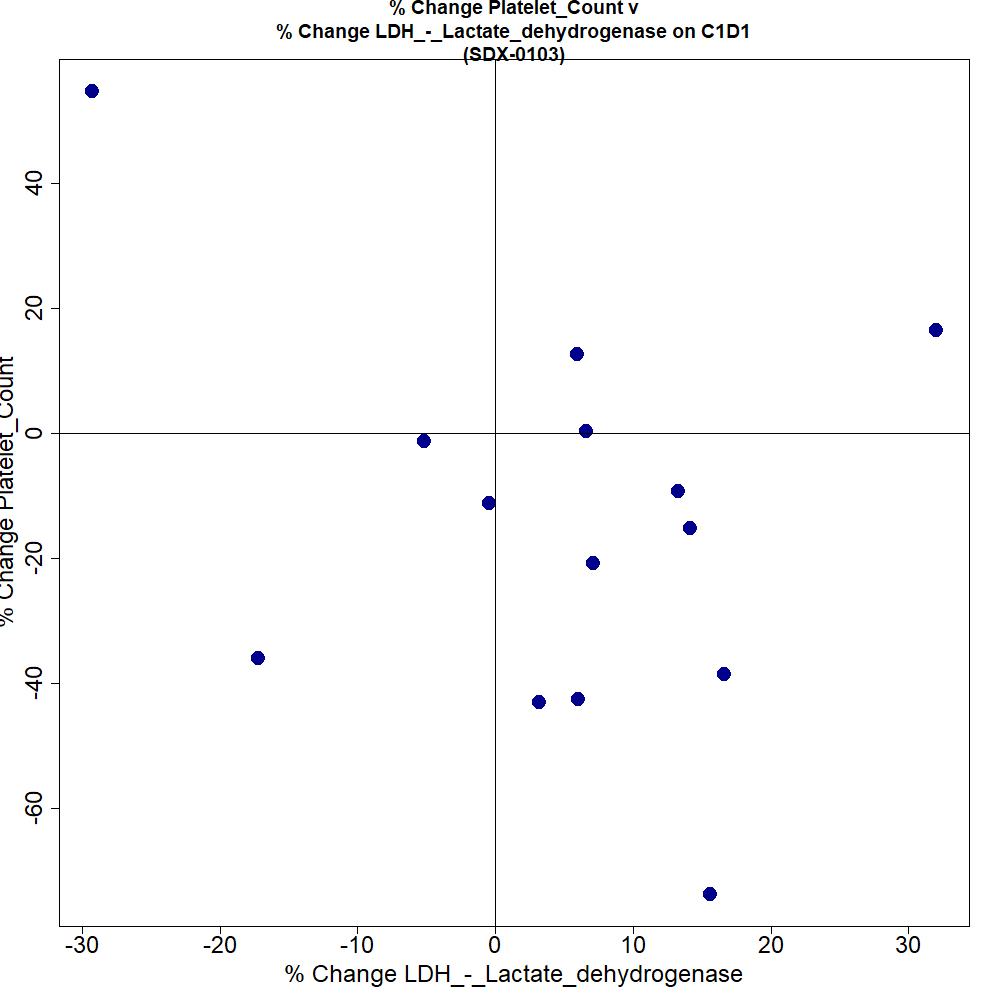 % Change Platelet_Count v
% Change LDH_-_Lactate_dehydrogenase on C1D1
(SDX-0103)
% Change Platelet_Count
40
20
0
-20
-40
-60
-30
-20
-10
0
10
20
30
% Change LDH_-_Lactate_dehydrogenase